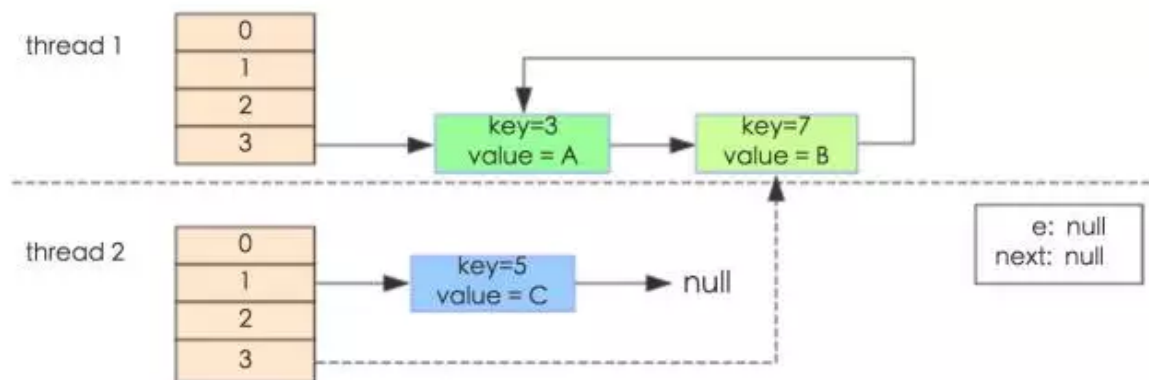 thread 1
0
1
2
3
key=3
value = A
key=7
value = B
thread 2
0
1
2
3
key=5
value = C
null
e: null
next: null